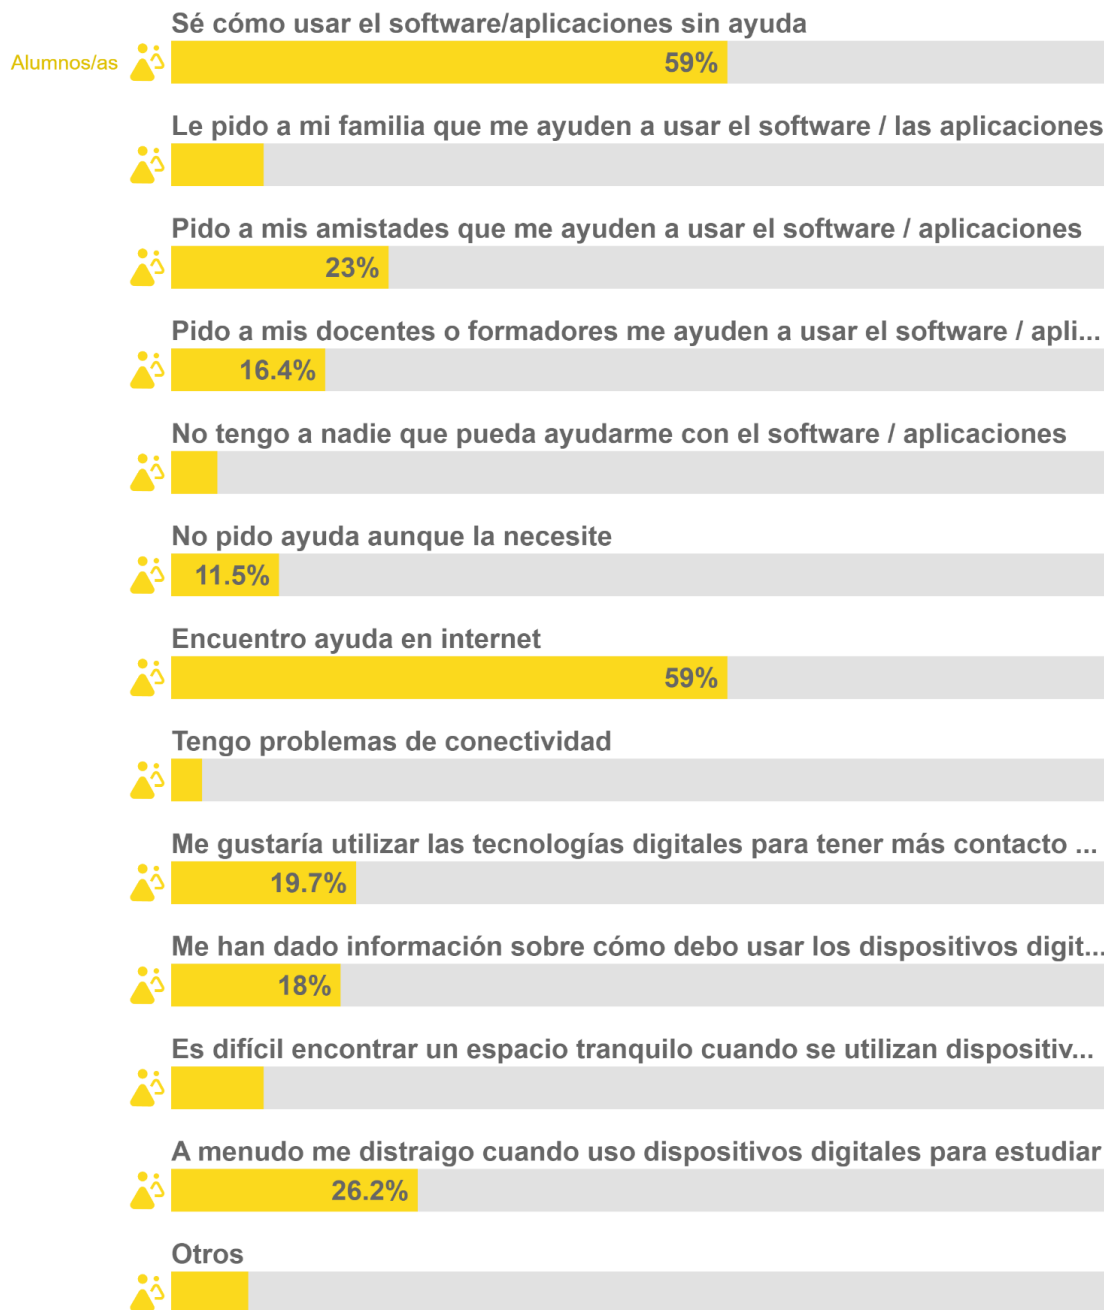 Sé cómo usar el software/aplicaciones sin ayuda
Alumnos/as
59%
Le pido a mi familia que me ayuden a usar el software / las aplicaciones
Pido a mis amistades que me ayuden a usar el software / aplicaciones
23%
Pido a mis docentes o formadores me ayuden a usar el software / apli...
16.4%
No tengo a nadie que pueda ayudarme con el software / aplicaciones
No pido ayuda aunque la necesite
11.5%
Encuentro ayuda en internet
59%
Tengo problemas de conectividad
Me gustaría utilizar las tecnologías digitales para tener más contacto ...
19.7%
Me han dado información sobre cómo debo usar los dispositivos digit...
18%
Es difícil encontrar un espacio tranquilo cuando se utilizan dispositiv...
A menudo me distraigo cuando uso dispositivos digitales para estudiar
26.2%
Otros